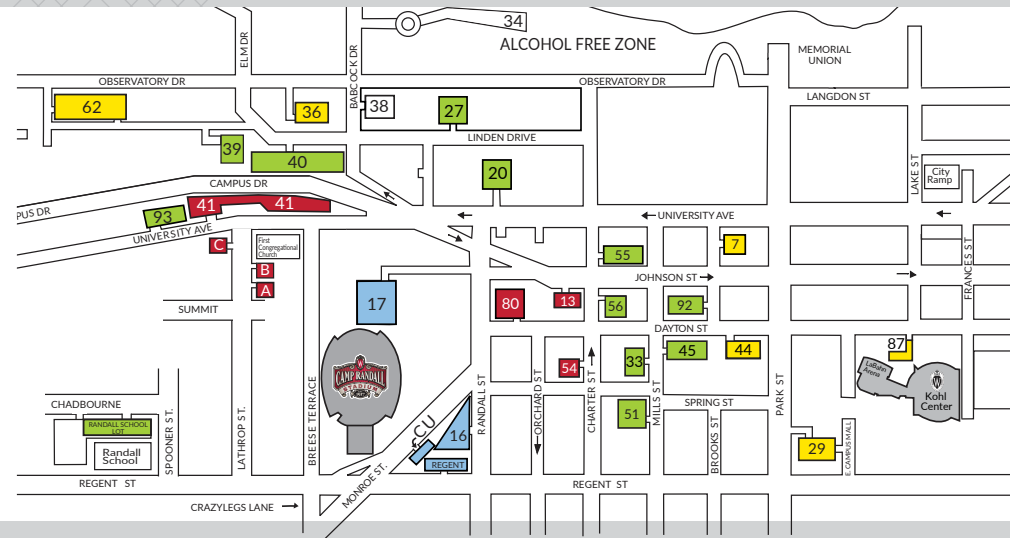 34
ALCOHOL FREE ZONE
MEMORIAL
UNION
ELM DR
BABCOCK DR
OBSERVATORY DR
OBSERVATORY DR
LANGDON ST
62
36
38
27
LINDEN DRIVE
39
40
20
LAKE ST
City
Ramp
CAMPUS DR
PUS DR
41
41
93
UNIVERSITY AVE
UNIVERSITY AVE
C
First
Congregational
Church
B
A
55
7
JOHNSON ST
FRANCES ST
17
80
13
56
92
SUMMIT
DAYTON ST
W
CAMP RANDALL
STADIUM
54
33
45
44
87
LaBahn
Arena
Kohl
Center
BREESE TERRACE
LATHROP ST.
SPOONER ST.
CHADBOURNE
RANDALL SCHOOL
LOT
Randall
School
RANDALL ST
ORCHARD ST
CHARTER ST
MILLS ST
SPRING ST
BROOKS ST
PARK ST
CU
16
REGENT
51
29
E. CAMPUS MALL
REGENT ST
MONROE ST.
REGENT ST
CRAZYLEGS LANE